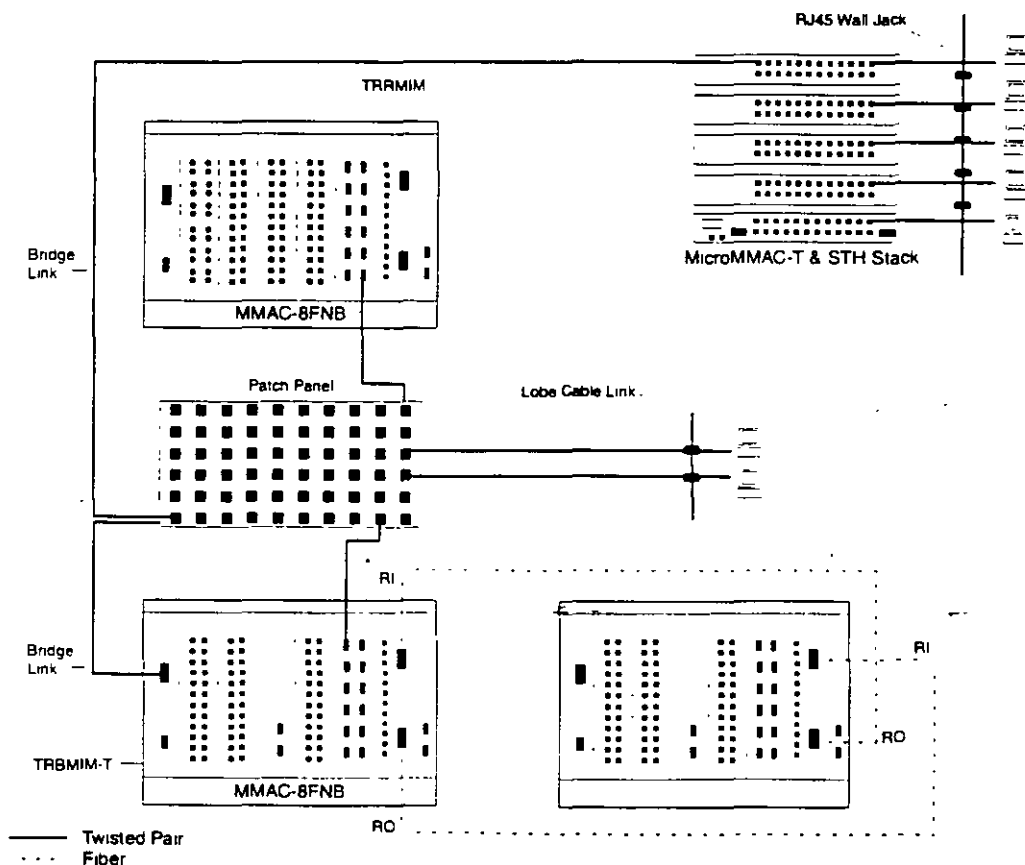 RJ45 Wall Jack
TRRMIM
Bridge
Link
MicroMMAC-T & STH Stack
MMAC-8FNB
Patch Panel
Lobe Cable Link.
RI
Bridge
Link
RI
RO
TRBMIM-T
MMAC-8FNB
RO
Twisted Pair
Fiber